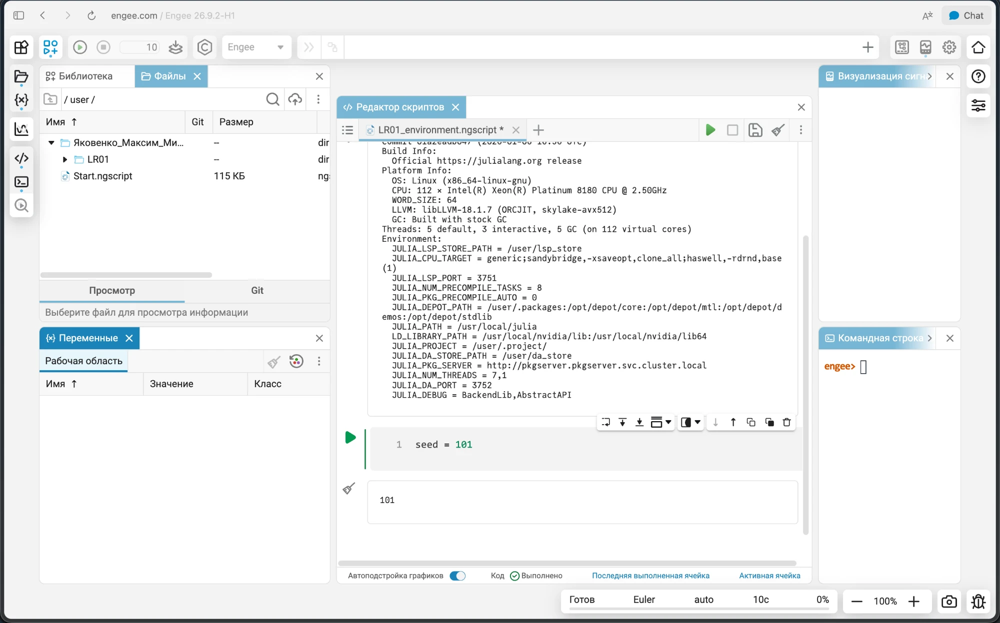 engee.com / Engee 26.9.2-H1
Chat
10
Engee
Библиотека
Файлы
/ user /
Имя ↑ Git Размер
Яковенко_Максим_Ми... -- dir
LR01 -- dir
Start.ngscript 115 КБ
Просмотр Git
Выберите файл для просмотра информации
Переменные
Рабочая область
Имя ↑ Значение Класс
Редактор скриптов
LR01_environment.ngscript *
Build Info:
Official https://julialang.org release
Platform Info:
OS: Linux (x86_64-linux-gnu)
CPU: 112 × Intel(R) Xeon(R) Platinum 8180 CPU @ 2.50GHz
WORD_SIZE: 64
LLVM: libLLVM-18.1.7 (ORCJIT, skylake-avx512)
GC: Built with stock GC
Threads: 5 default, 3 interactive, 5 GC (on 112 virtual cores)
Environment:
JULIA_LSP_STORE_PATH = /user/lsp_store
JULIA_CPU_TARGET = generic;sandybridge,-xsaveopt,clone_all;haswell,-rdrnd,base
(1)
JULIA_LSP_PORT = 3751
JULIA_NUM_PRECOMPILE_TASKS = 8
JULIA_PKG_PRECOMPILE_AUTO = 0
JULIA_DEPOT_PATH = /user/.packages:/opt/depot/core:/opt/depot/mtl:/opt/depot/d
emos:/opt/depot/stdlib
JULIA_PATH = /usr/local/julia
LD_LIBRARY_PATH = /usr/local/nvidia/lib:/usr/local/nvidia/lib64
JULIA_PROJECT = /user/.project/
JULIA_DA_STORE_PATH = /user/da_store
JULIA_PKG_SERVER = http://pkgserver.pkgserver.svc.cluster.local
JULIA_NUM_THREADS = 7,1
JULIA_DA_PORT = 3752
JULIA_DEBUG = BackendLib,AbstractAPI
1 seed = 101
101
Автоподстройка графиков Код Выполнено Последняя выполненная ячейка Активная ячейка
Визуализация сигн
Командная строка
engee>
Готов Euler auto 10с 0%
100%